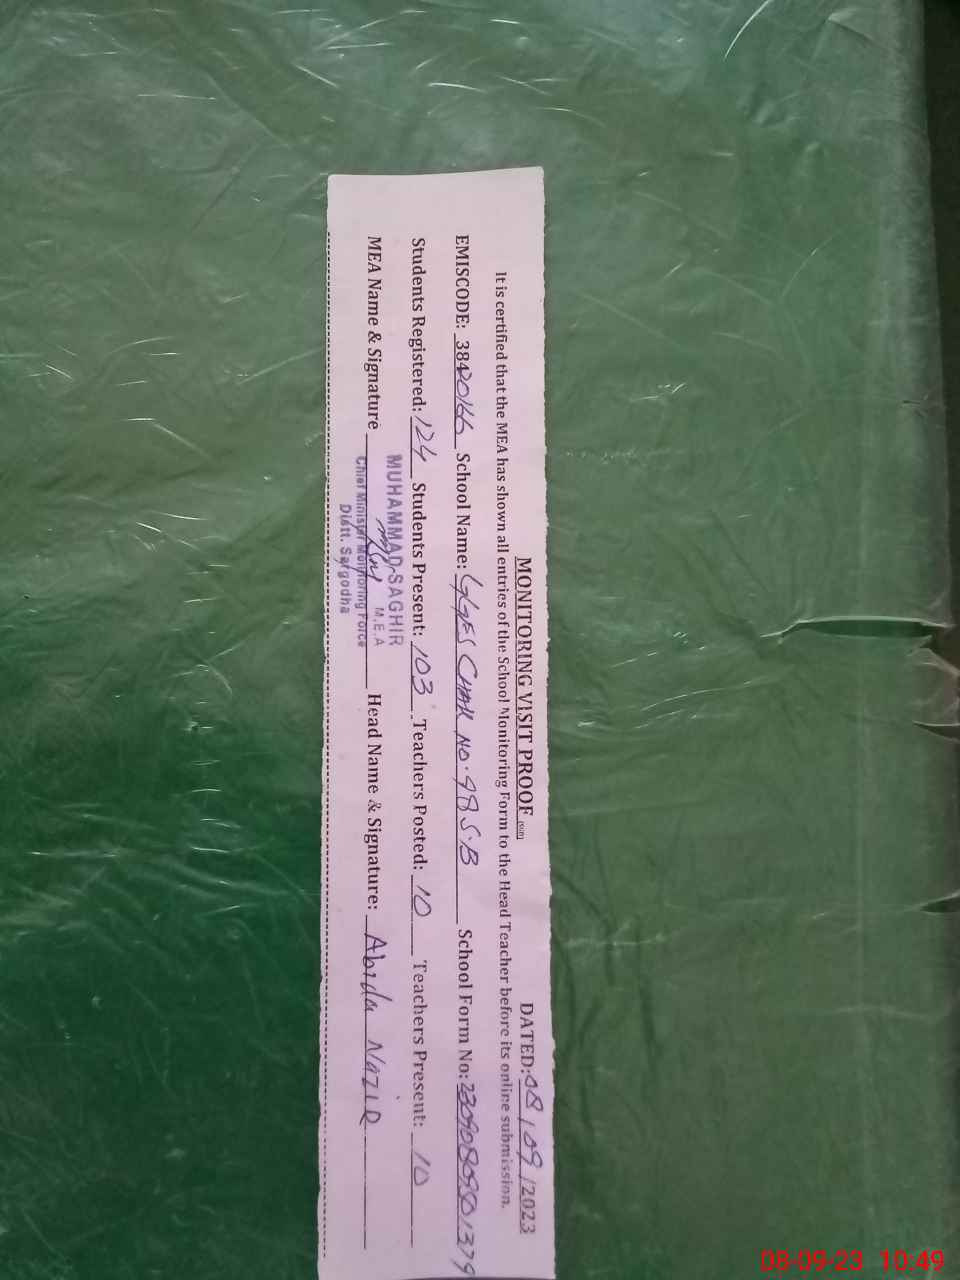 MONITORING VISIT PROOF DATED: 08/09/2023
It is certified that the MEA has shown all entries of the School Monitoring Form to the Head Teacher before its online submission.
EMISCODE: 38420166 School Name: GGES CHAK NO. 98 S.B School Form No:
Students Registered: 124 Students Present: 103 Teachers Posted: 10 Teachers Present: 10
MEA Name & Signature Head Name & Signature: Abida Nazir
MUHAMMAD SAGHIR
M.E.A
Chief Minister Monitoring Force
Distt. Sargodha
08-09-23 10:49